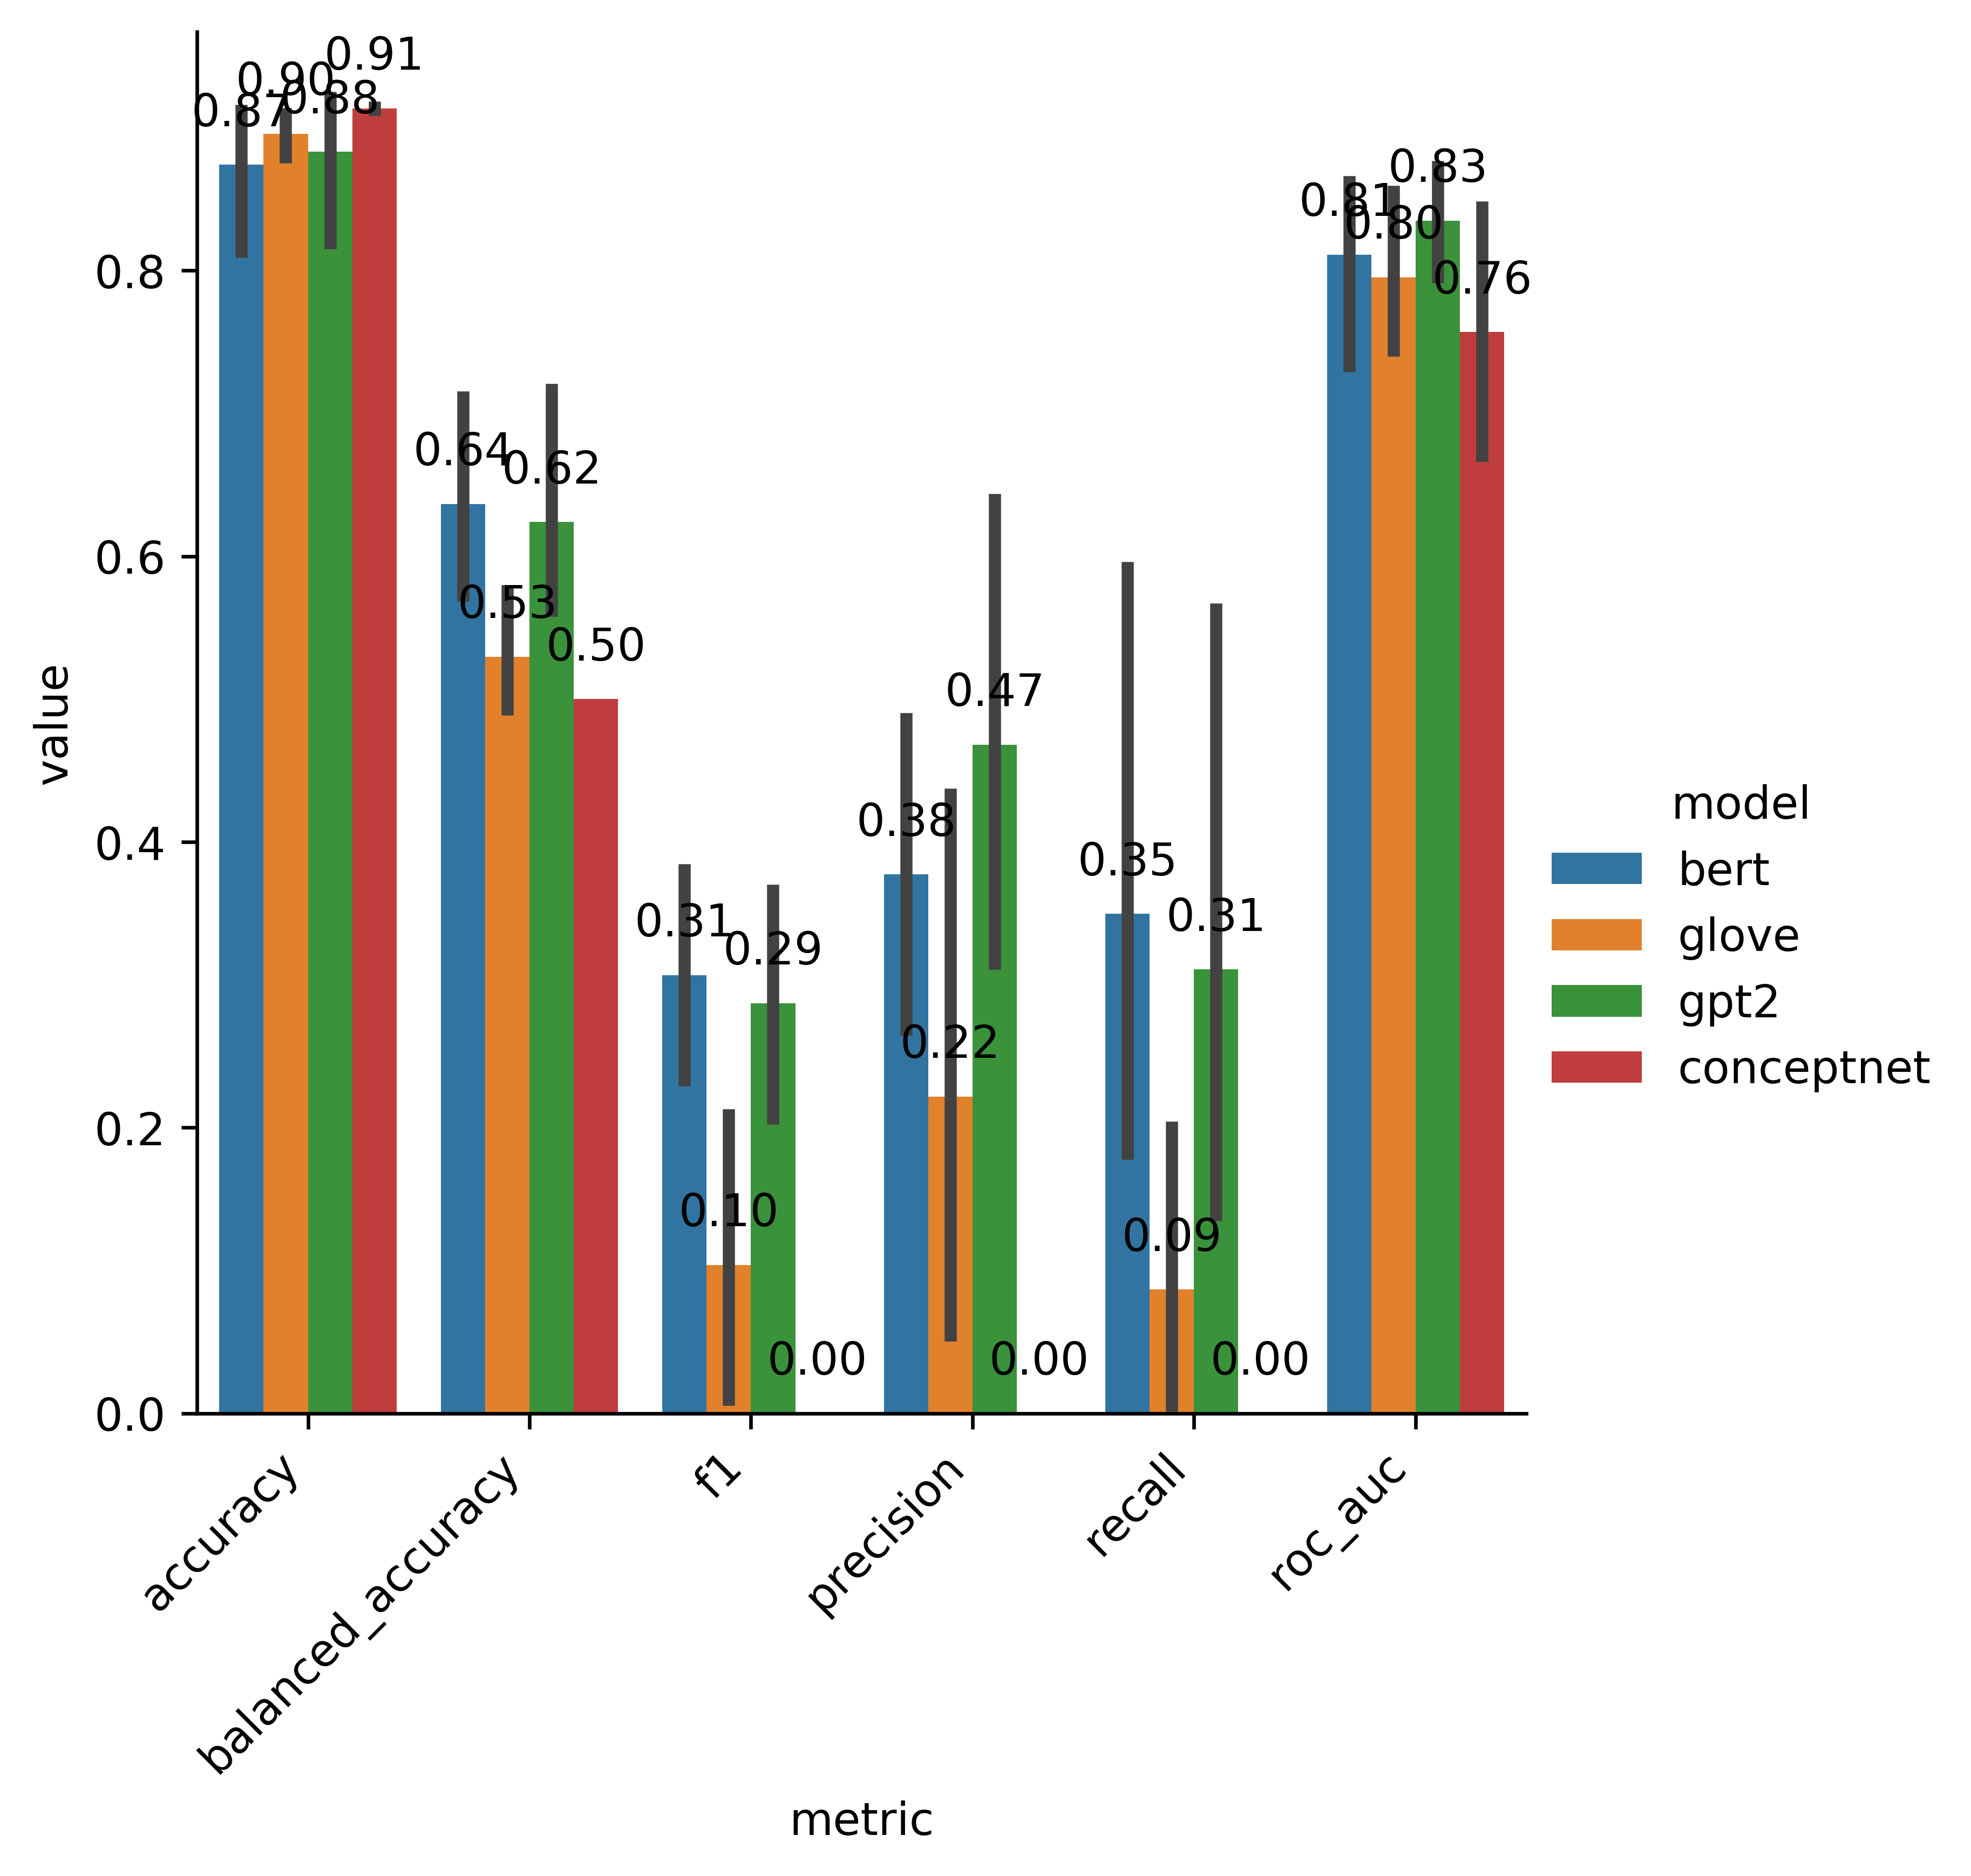 0.87
0.90
0.88
0.91
0.64
0.53
0.62
0.50
0.31
0.10
0.29
0.00
0.38
0.22
0.47
0.00
0.35
0.09
0.31
0.00
0.81
0.80
0.83
0.76
0.8
0.6
0.4
0.2
0.0
value
accuracy
balanced_accuracy
f1
precision
recall
roc_auc
metric
model
bert
glove
gpt2
conceptnet